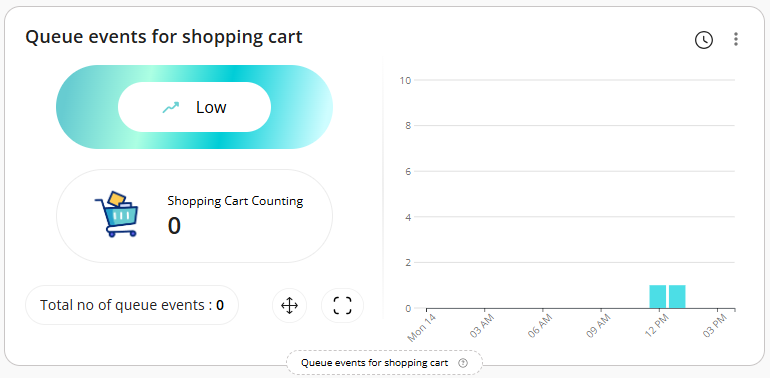 Queue events for shopping cart
Low
Shopping Cart Counting
0
Total no of queue events : 0
10
8
6
4
2
0
Mon 14
03 AM
06 AM
09 AM
12 PM
03 PM
Queue events for shopping cart